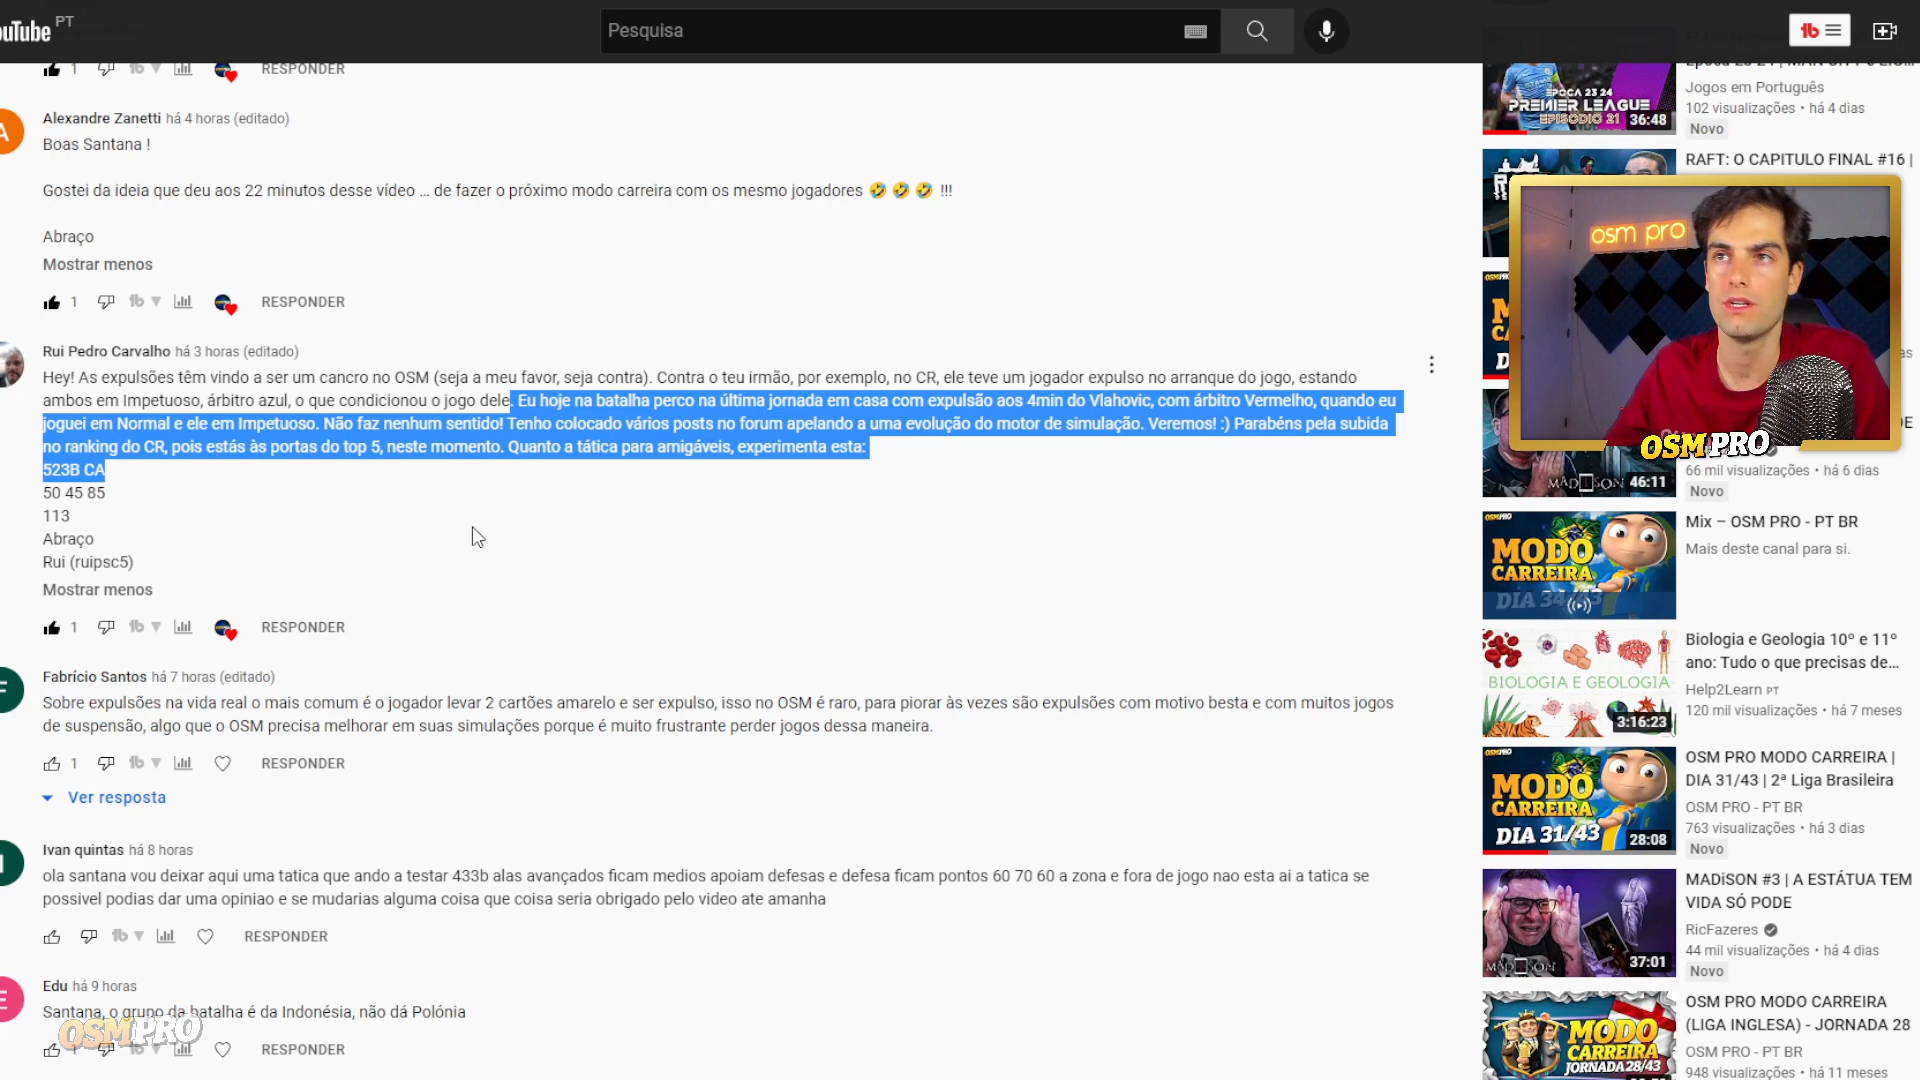 ouTube PT
Pesquisa
1 RESPONDER
Alexandre Zanetti há 4 horas (editado)
Boas Santana !
Gostei da ideia que deu aos 22 minutos desse vídeo ... de fazer o próximo modo carreira com os mesmo jogadores 🤣 🤣 🤣 !!!
Abraço
Mostrar menos
1 RESPONDER
Rui Pedro Carvalho há 3 horas (editado)
Hey! As expulsões têm vindo a ser um cancro no OSM (seja a meu favor, seja contra). Contra o teu irmão, por exemplo, no CR, ele teve um jogador expulso no arranque do jogo, estando
ambos em Impetuoso, árbitro azul, o que condicionou o jogo dele. Eu hoje na batalha perco na última jornada em casa com expulsão aos 4min do Vlahovic, com árbitro Vermelho, quando eu
joguei em Normal e ele em Impetuoso. Não faz nenhum sentido! Tenho colocado vários posts no forum apelando a uma evolução do motor de simulação. Veremos! :) Parabéns pela subida
no ranking do CR, pois estás às portas do top 5, neste momento. Quanto a tática para amigáveis, experimenta esta:
523B CA
50 45 85
113
Abraço
Rui (ruipsc5)
Mostrar menos
1 RESPONDER
Fabrício Santos há 7 horas (editado)
Sobre expulsões na vida real o mais comum é o jogador levar 2 cartões amarelo e ser expulso, isso no OSM é raro, para piorar às vezes são expulsões com motivo besta e com muitos jogos
de suspensão, algo que o OSM precisa melhorar em suas simulações porque é muito frustrante perder jogos dessa maneira.
1 RESPONDER
Ver resposta
Ivan quintas há 8 horas
ola santana vou deixar aqui uma tatica que ando a testar 433b alas avançados ficam medios apoiam defesas e defesa ficam pontos 60 70 60 a zona e fora de jogo nao esta ai a tatica se
possivel podias dar uma opiniao e se mudarias alguma coisa que coisa seria obrigado pelo video ate amanha
RESPONDER
Edu há 9 horas
Santana, o grupo da batalha é da Indonésia, não dá Polónia
OSM PRO
1 RESPONDER
EPOCA 23 24
PREMIER LEAGUE
EPISODIO 21 36:48
Jogos em Português
102 visualizações • há 4 dias
Novo
RAFT: O CAPITULO FINAL #16 |
osm pro
OSM PRO
MADISON 46:11
66 mil visualizações • há 6 dias
Novo
OSMPRO
MODO
CARREIRA
DIA 34/43
Mix – OSM PRO - PT BR
Mais deste canal para si.
BIOLOGIA E GEOLOGIA
3:16:23
Biologia e Geologia 10º e 11º
ano: Tudo o que precisas de...
Help2Learn PT
120 mil visualizações • há 7 meses
OSMPRO
MODO
CARREIRA
DIA 31/43 28:08
OSM PRO MODO CARREIRA |
DIA 31/43 | 2ª Liga Brasileira
OSM PRO - PT BR
763 visualizações • há 3 dias
Novo
MADISON 37:01
MADiSON #3 | A ESTÁTUA TEM
VIDA SÓ PODE
RicFazeres
44 mil visualizações • há 4 dias
Novo
MODO
CARREIRA
JORNADA 28/43
OSM PRO MODO CARREIRA
(LIGA INGLESA) - JORNADA 28
OSM PRO - PT BR
948 visualizações • há 11 meses